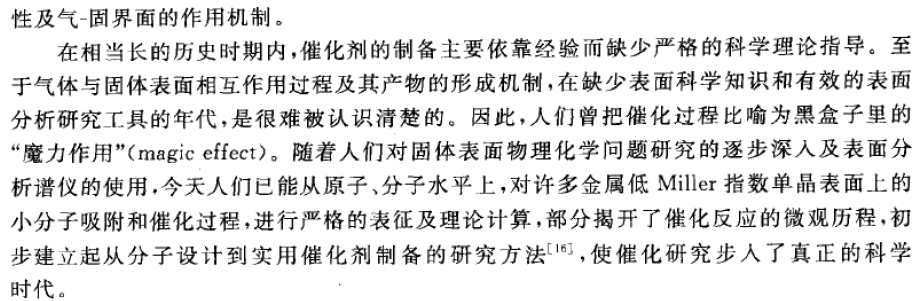 性及气-固界面的作用机制。
在相当长的历史时期内,催化剂的制备主要依靠经验而缺少严格的科学理论指导。至
于气体与固体表面相互作用过程及其产物的形成机制,在缺少表面科学知识和有效的表面
分析研究工具的年代,是很难被认识清楚的。因此,人们曾把催化过程比喻为黑盒子里的
“魔力作用”(magic effect)。随着人们对固体表面物理化学问题研究的逐步深入及表面分
析谱仪的使用,今天人们已能从原子、分子水平上,对许多金属低 Miller 指数单晶表面上的
小分子吸附和催化过程,进行严格的表征及理论计算,部分揭开了催化反应的微观历程,初
步建立起从分子设计到实用催化剂制备的研究方法[16],使催化研究步入了真正的科学
时代。